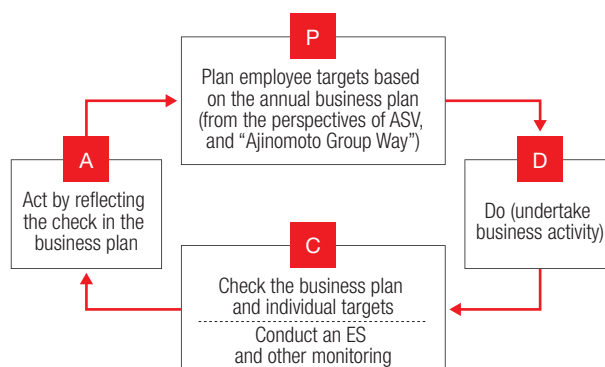 P
Plan employee targets based
on the annual business plan
(from the perspectives of ASV,
and “Ajinomoto Group Way”)
D
Do (undertake
business activity)
C
Check the business plan
and individual targets
Conduct an ES
and other monitoring
A
Act by reflecting
the check in the
business plan